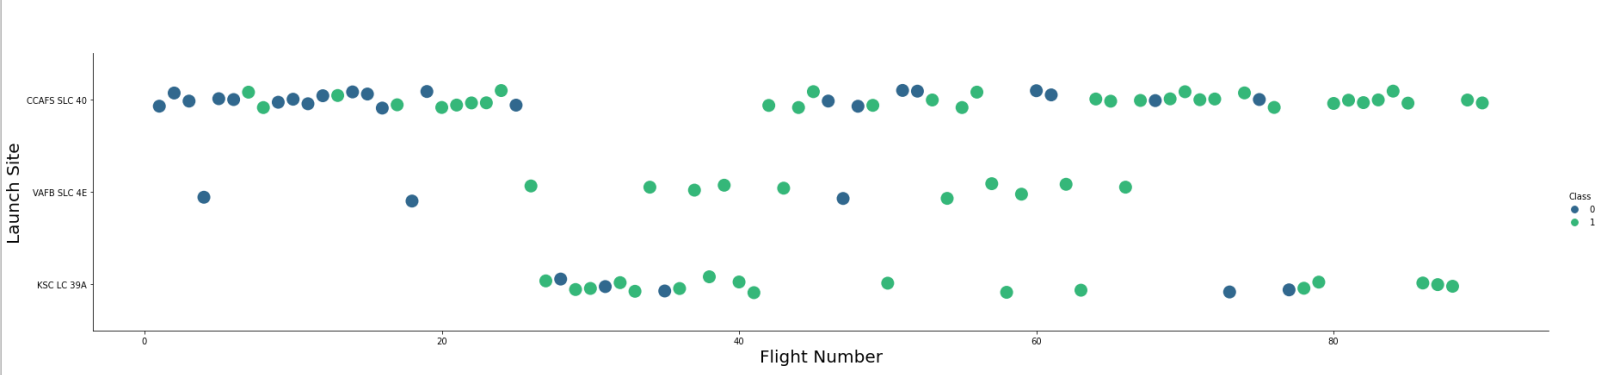 CCAFS SLC 40
VAFB SLC 4E
KSC LC 39A
Launch Site
0 20 40 60 80
Flight Number
Class
0
1